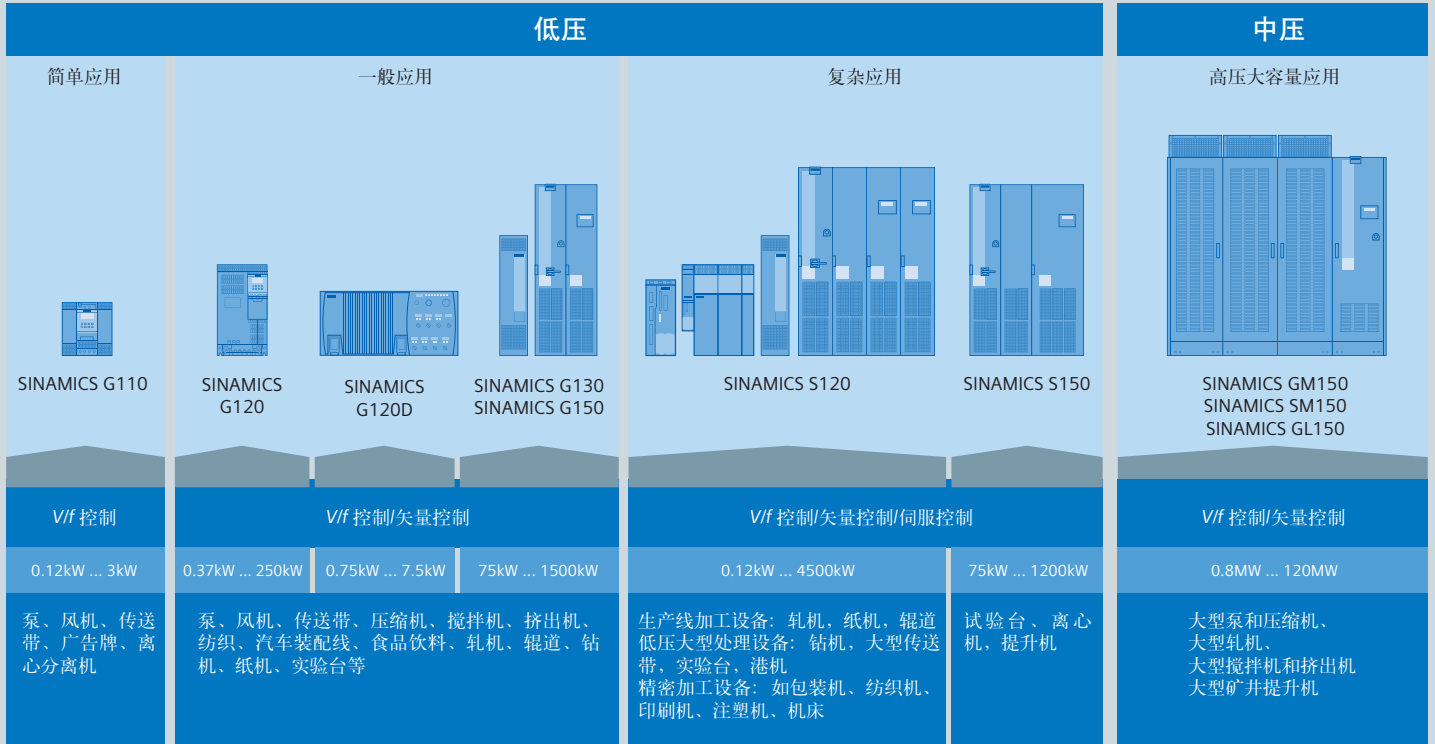 低压
中压
简单应用
一般应用
复杂应用
高压大容量应用
SINAMICS G110
SINAMICS
G120
SINAMICS
G120D
SINAMICS G130
SINAMICS G150
SINAMICS S120
SINAMICS S150
SINAMICS GM150
SINAMICS SM150
SINAMICS GL150
V/f 控制
V/f 控制/矢量控制
V/f 控制/矢量控制/伺服控制
V/f 控制/矢量控制
0.12kW ... 3kW
0.37kW ... 250kW
0.75kW ... 7.5kW
75kW ... 1500kW
0.12kW ... 4500kW
75kW ... 1200kW
0.8MW ... 120MW
泵、风机、传送
带、广告牌、离
心分离机
泵、风机、传送带、压缩机、搅拌机、挤出机、
纺织、汽车装配线、食品饮料、轧机、辊道、钻
机、纸机、实验台等
生产线加工设备：轧机，纸机，辊道
低压大型处理设备：钻机，大型传送
带，实验台，港机
精密加工设备：如包装机、纺织机、
印刷机、注塑机、机床
试验台、离心
机，提升机
大型泵和压缩机、
大型轧机、
大型搅拌机和挤出机
大型矿井提升机